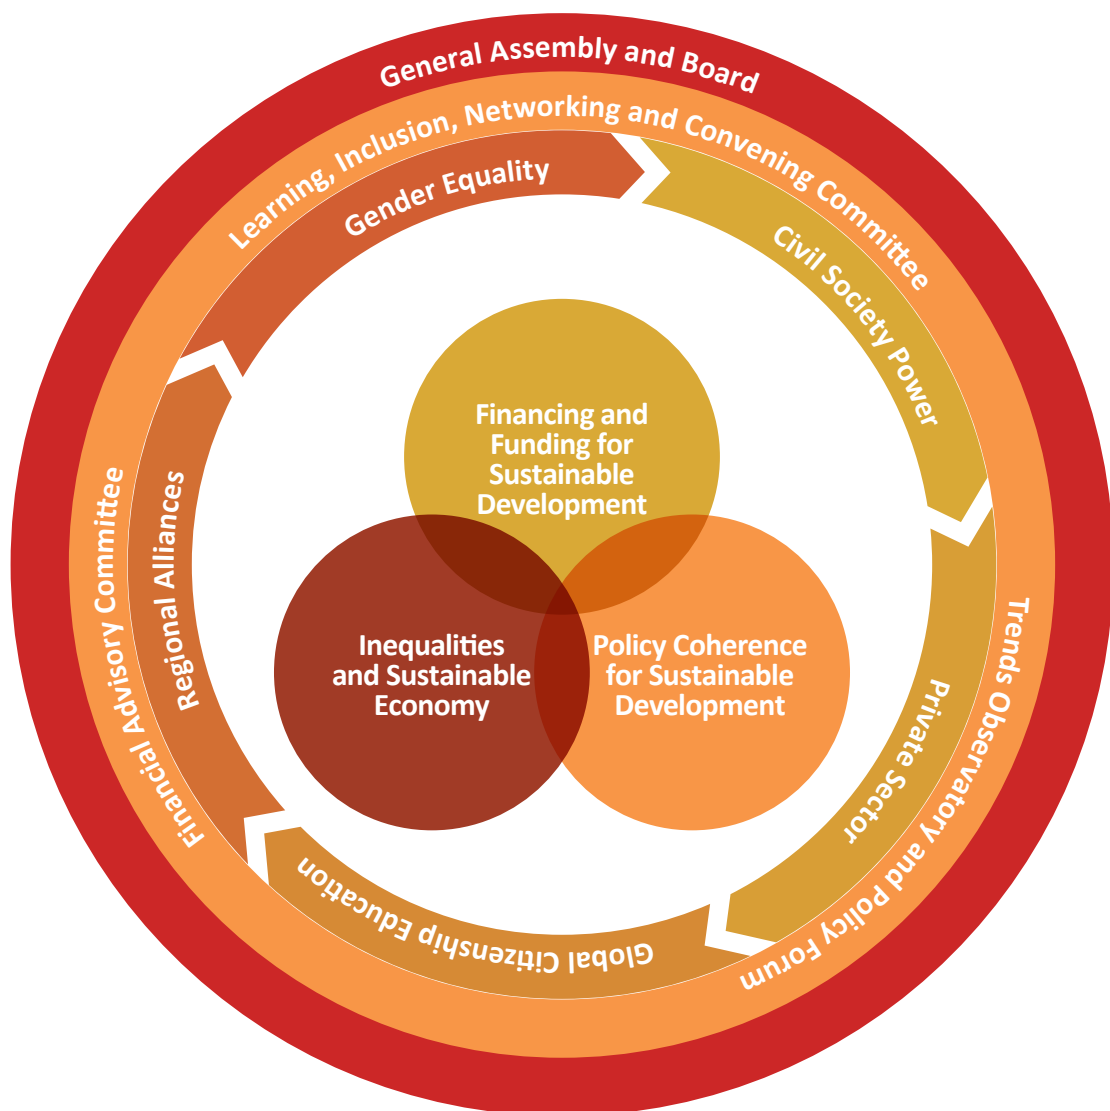 General Assembly and Board
Learning, Inclusion, Networking and Convening Committee
Trends Observatory and Policy Forum
Financial Advisory Committee
Gender Equality
Civil Society Power
Private Sector
Global Citizenship Education
Regional Alliances
Financing and
Funding for
Sustainable
Development
Inequalities
and Sustainable
Economy
Policy Coherence
for Sustainable
Development